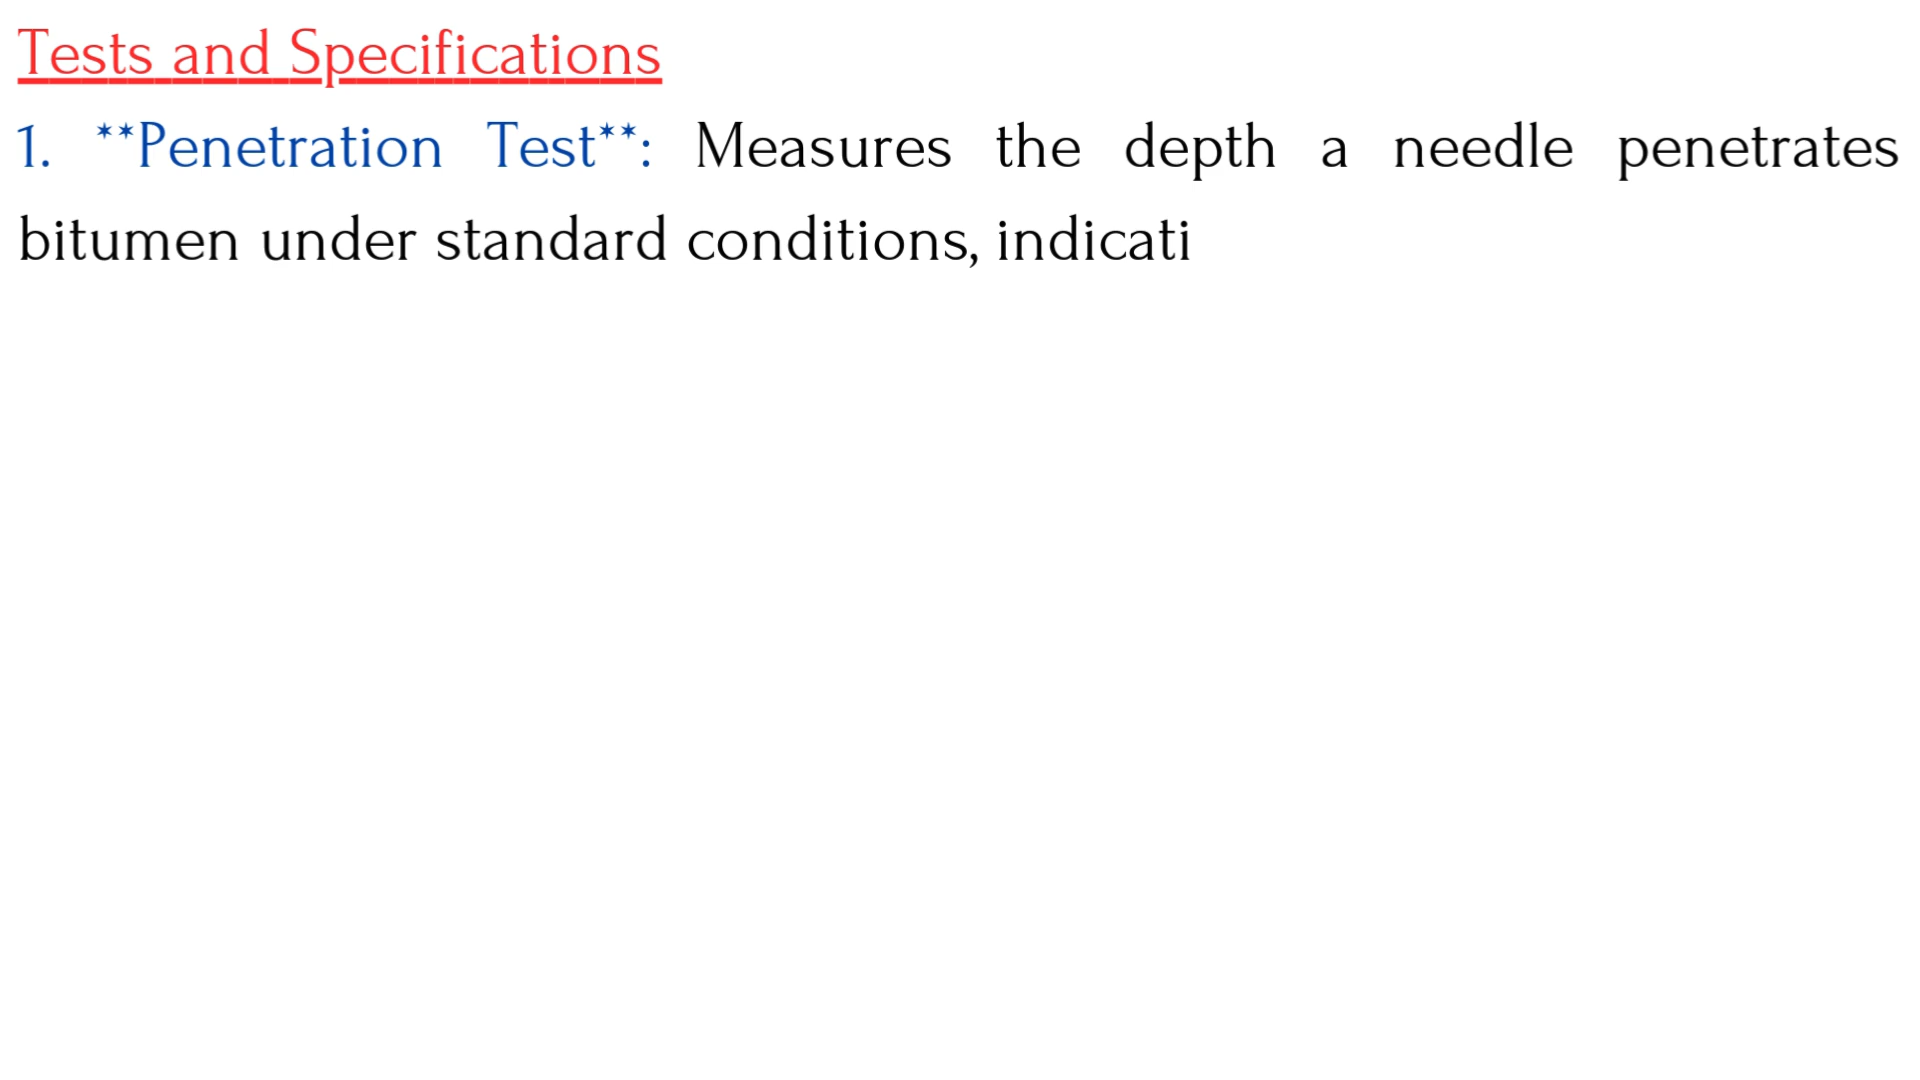 Tests and Specifications
1. **Penetration Test**: Measures the depth a needle penetrates
bitumen under standard conditions, indicati